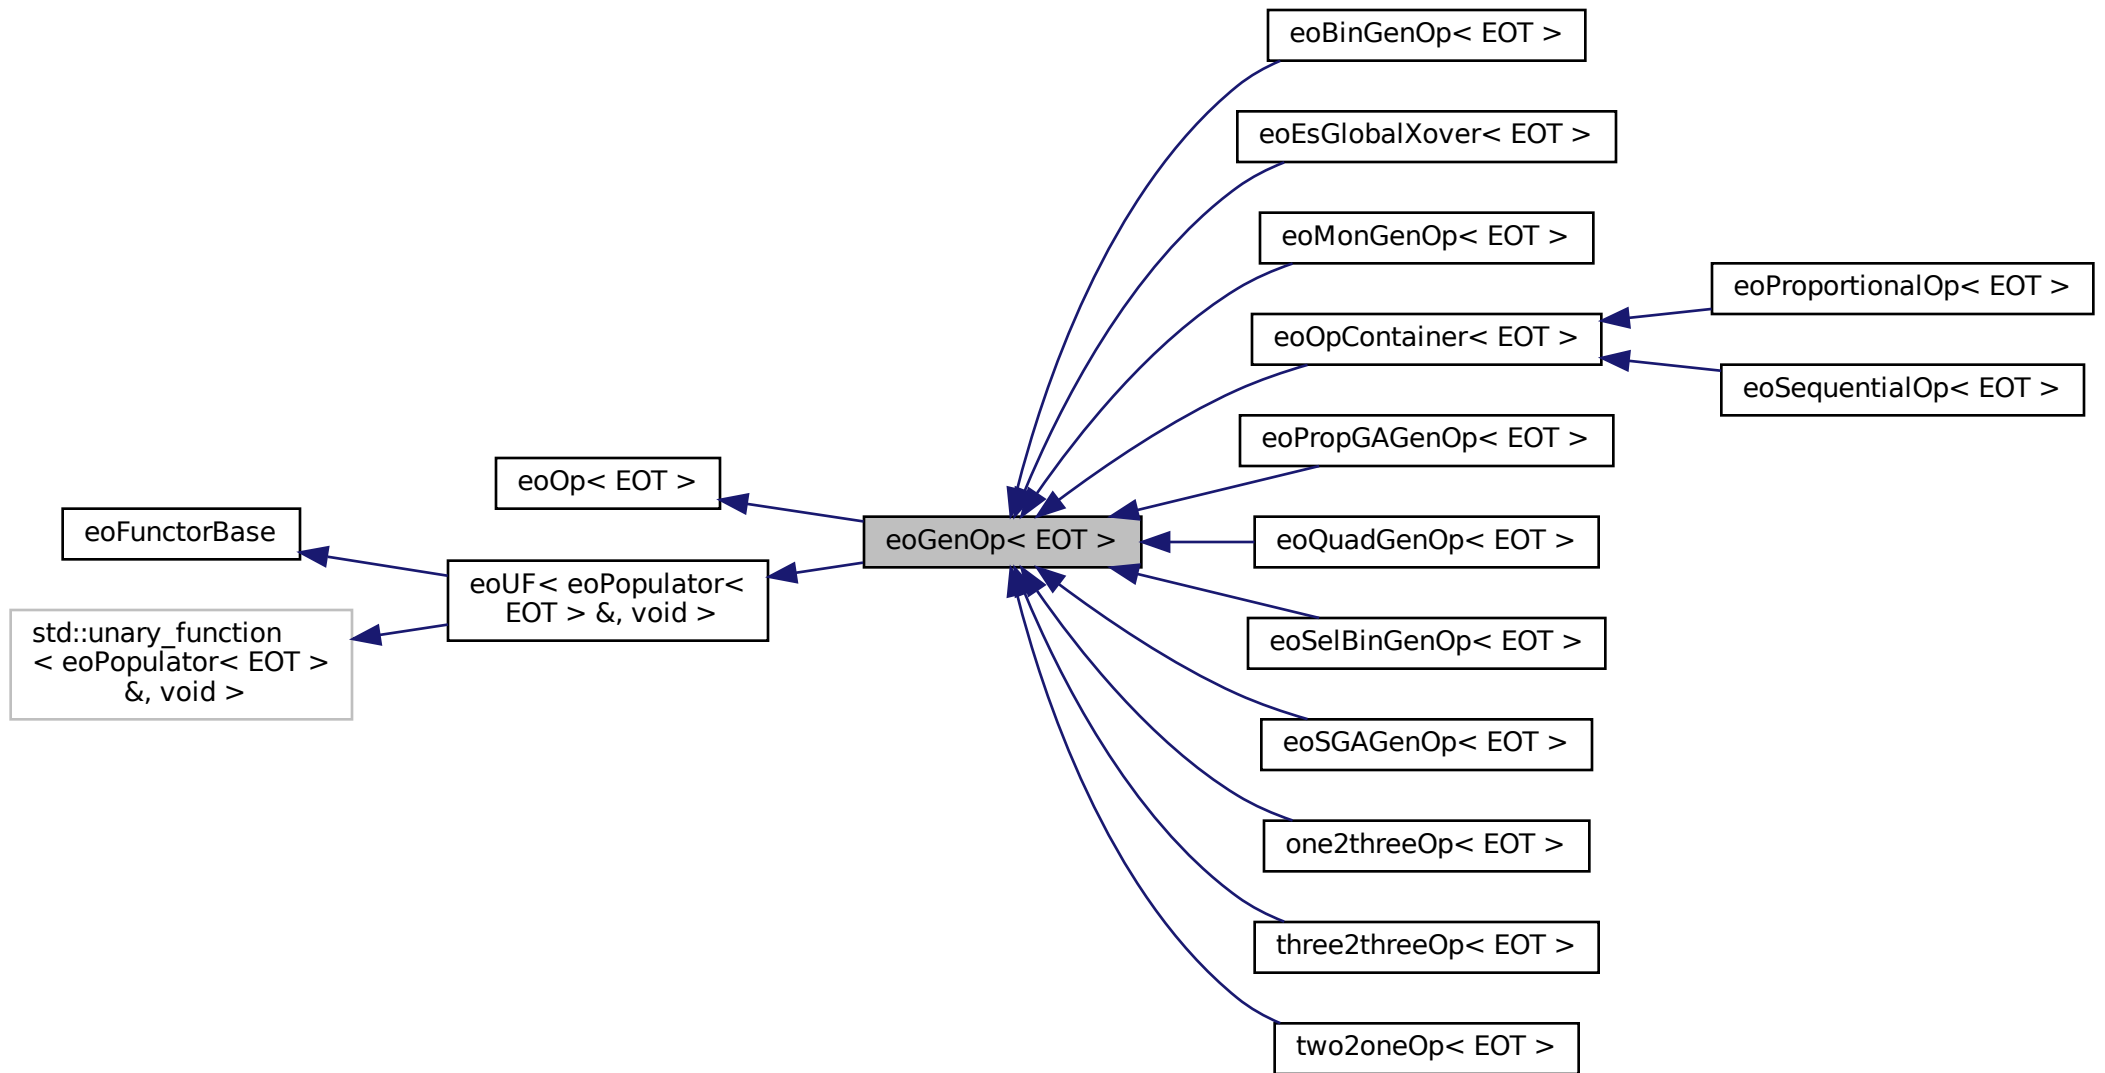 eoBinGenOp< EOT >
eoEsGlobalXover< EOT >
eoMonGenOp< EOT >
eoProportionalOp< EOT >
eoOpContainer< EOT >
eoSequentialOp< EOT >
eoPropGAGenOp< EOT >
eoOp< EOT >
eoFunctorBase
eoGenOp< EOT >
eoQuadGenOp< EOT >
eoUF< eoPopulator<
EOT > &, void >
std::unary_function
< eoPopulator< EOT >
&, void >
eoSelBinGenOp< EOT >
eoSGAGenOp< EOT >
one2threeOp< EOT >
three2threeOp< EOT >
two2oneOp< EOT >